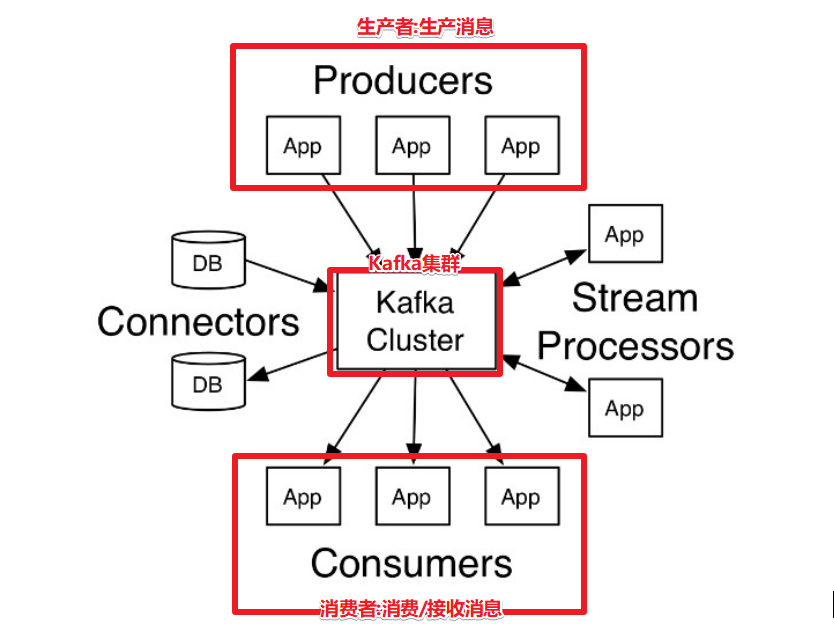 生产者:生产消息
Producers
App
App
App
DB
Kafka集群
App
Kafka
Cluster
Connectors
Stream
Processors
DB
App
App
App
App
Consumers
消费者:消费/接收消息